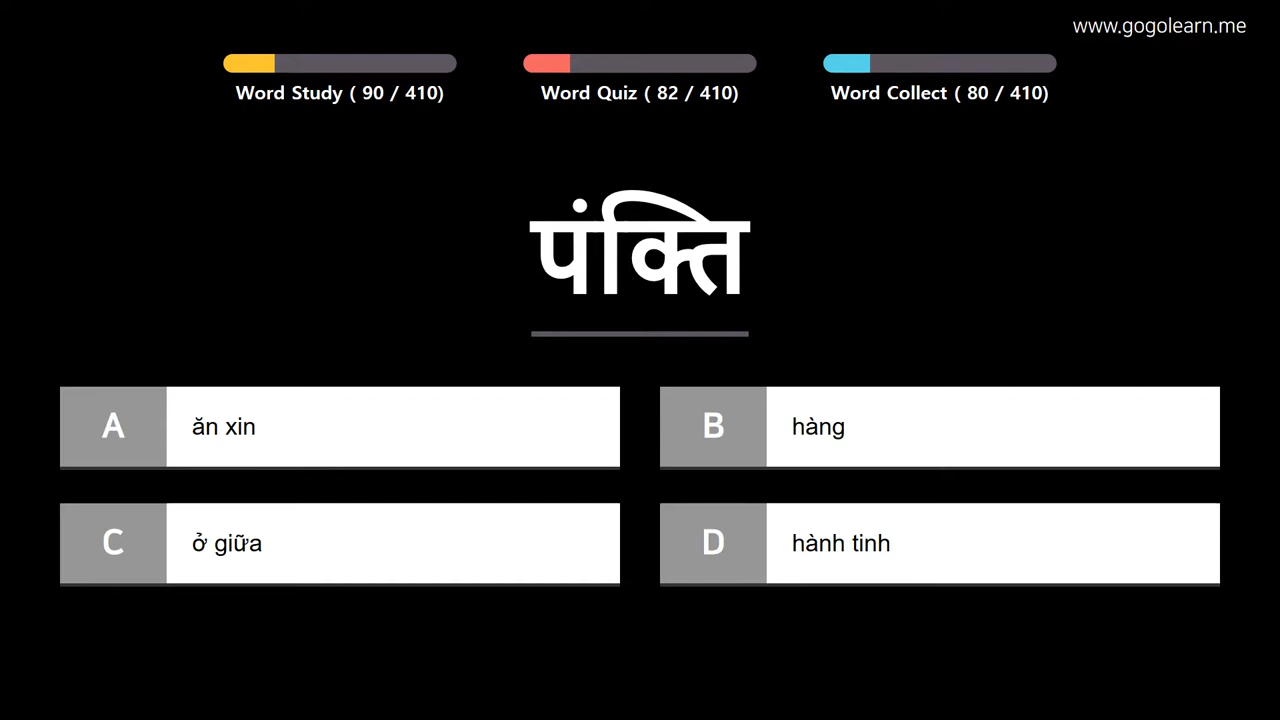 www.gogolearn.me
Word Study ( 90 / 410)
Word Quiz ( 82 / 410)
Word Collect ( 80 / 410)
पंक्ति
A ăn xin
B hàng
C ở giữa
D hành tinh